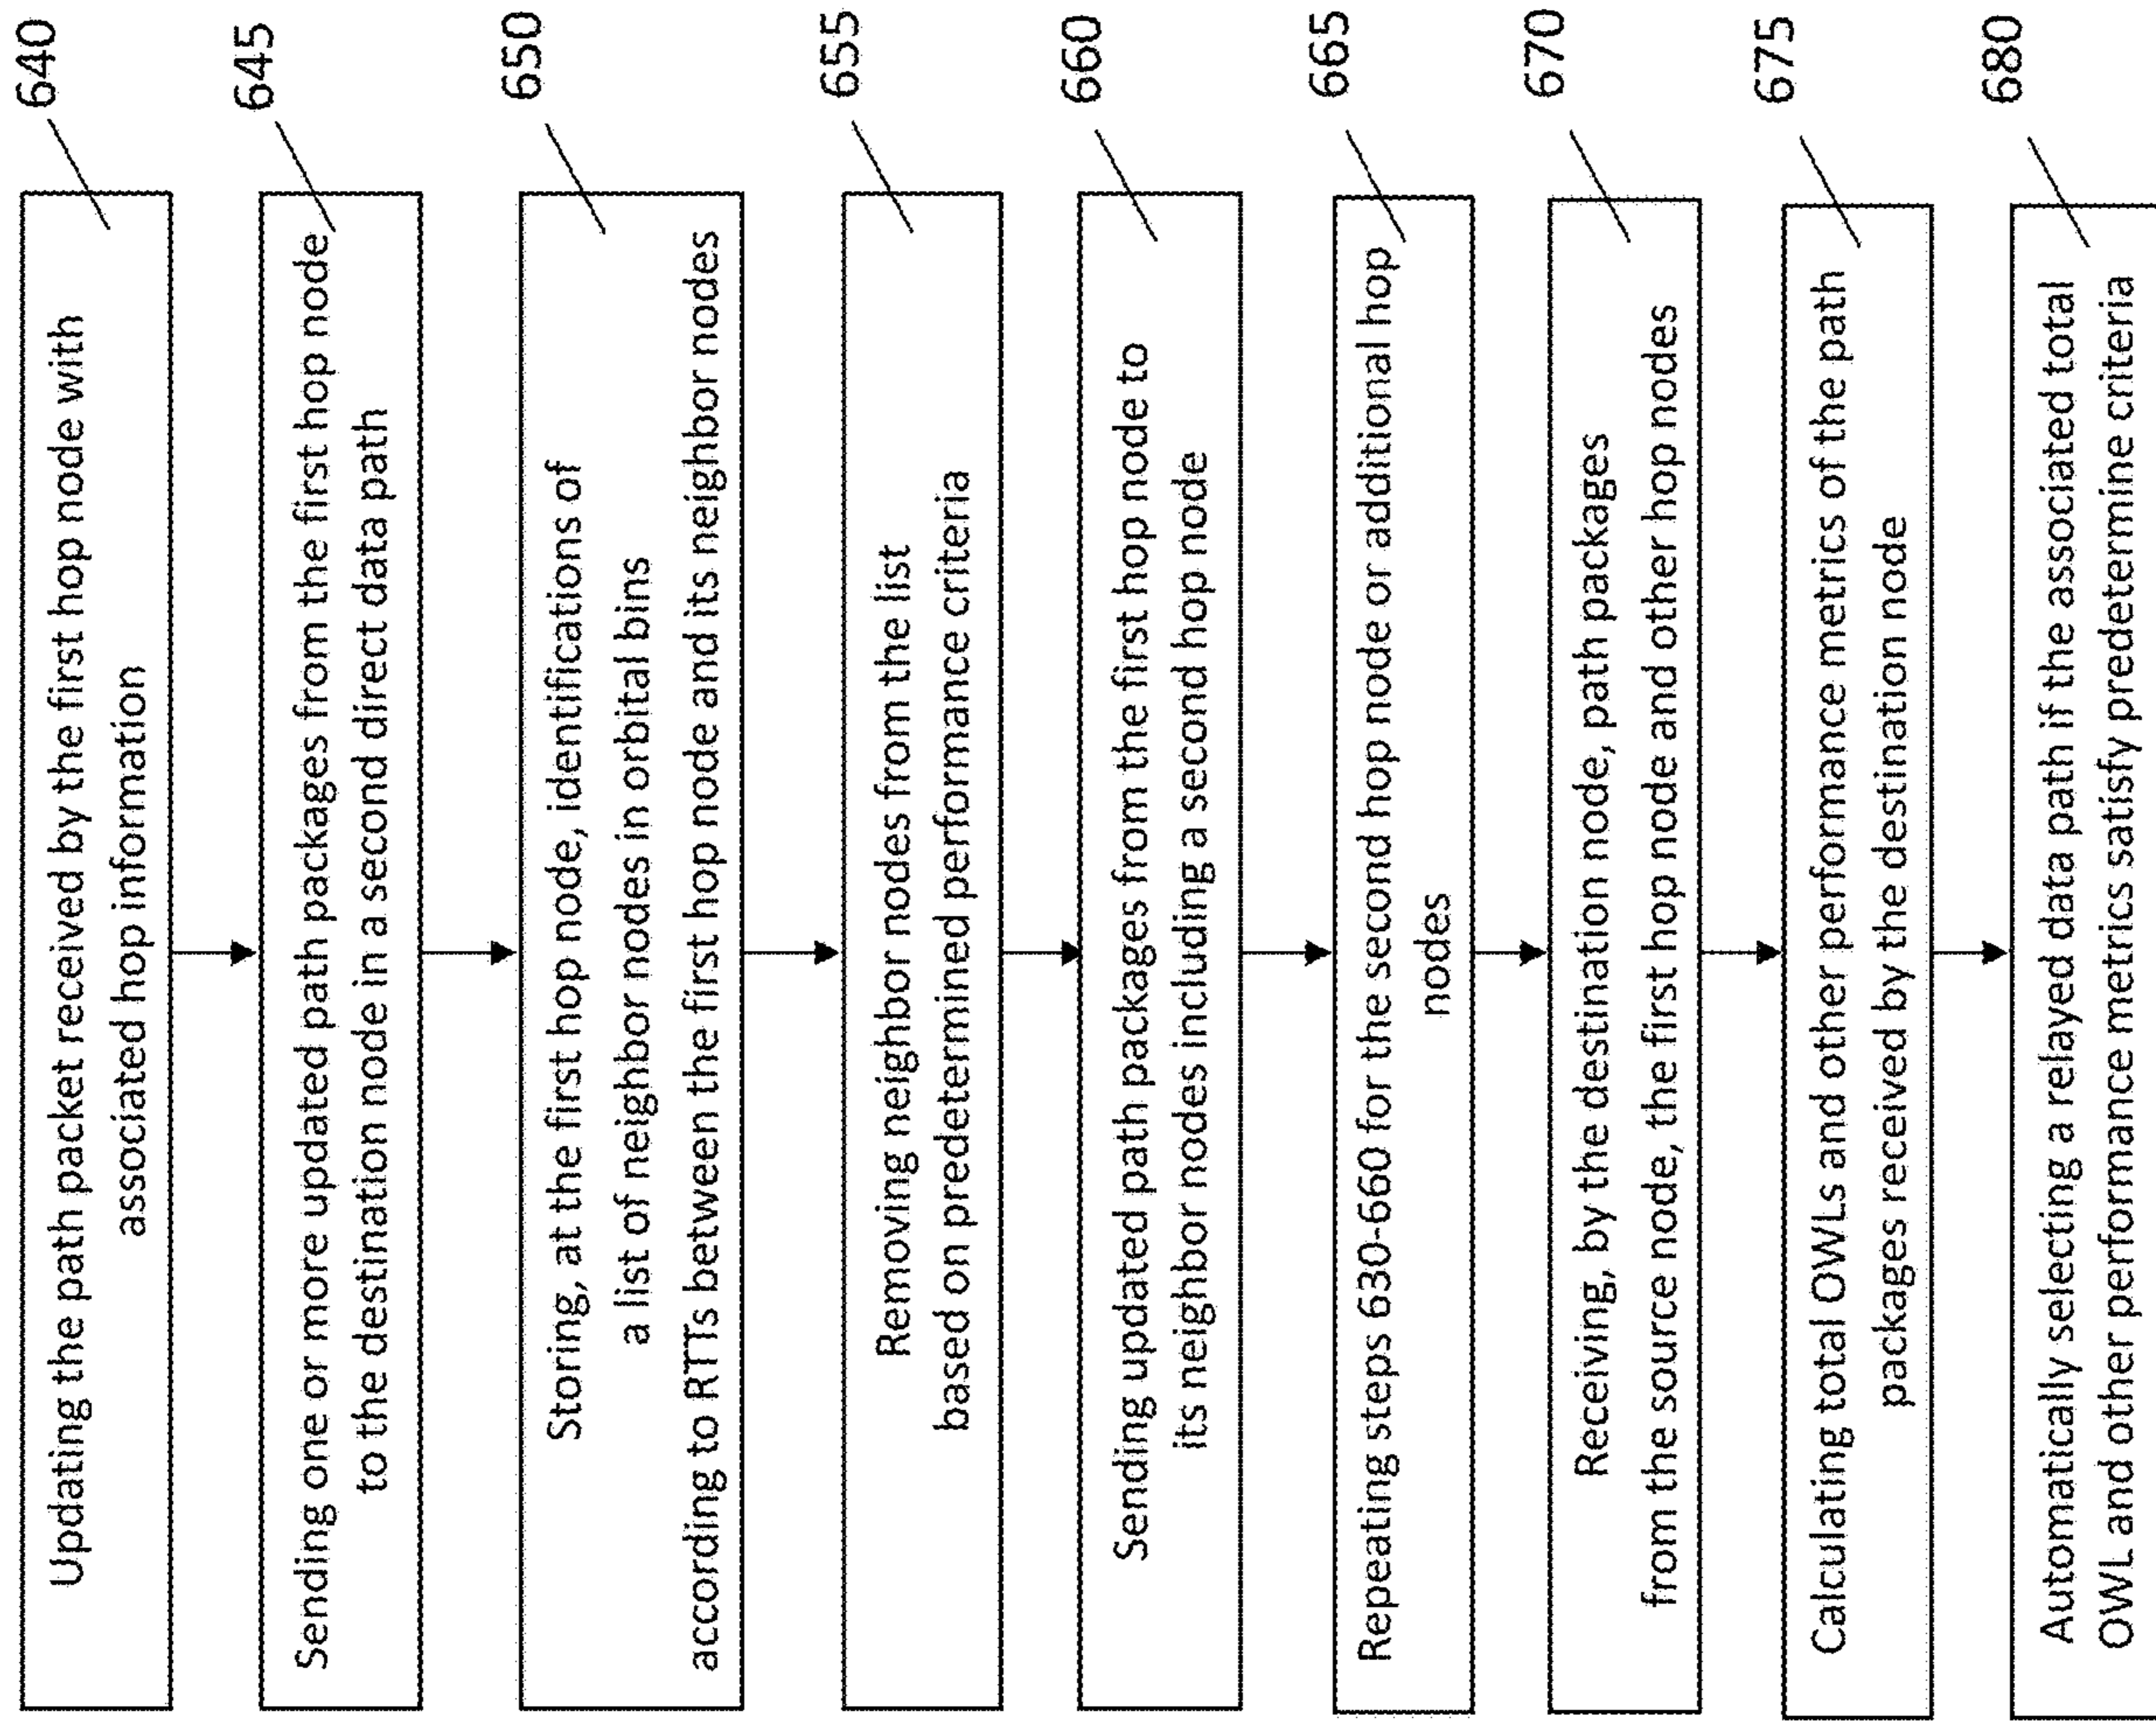 640
Updating the path packet received by the first hop node with
associated hop information
645
Sending one or more updated path packages from the first hop node
to the destination node in a second direct data path
650
Storing, at the first hop node, identifications of
a list of neighbor nodes in orbital bins
according to RTTs between the first hop node and its neighbor nodes
655
Removing neighbor nodes from the list
based on predetermined performance criteria
660
Sending updated path packages from the first hop node to
its neighbor nodes including a second hop node
665
Repeating steps 630-660 for the second hop node or additional hop
nodes
670
Receiving, by the destination node, path packages
from the source node, the first hop node and other hop nodes
675
Calculating total OWLs and other performance metrics of the path
packages received by the destination node
680
Automatically selecting a relayed data path if the associated total
OWL and other performance metrics satisfy predetermine criteria